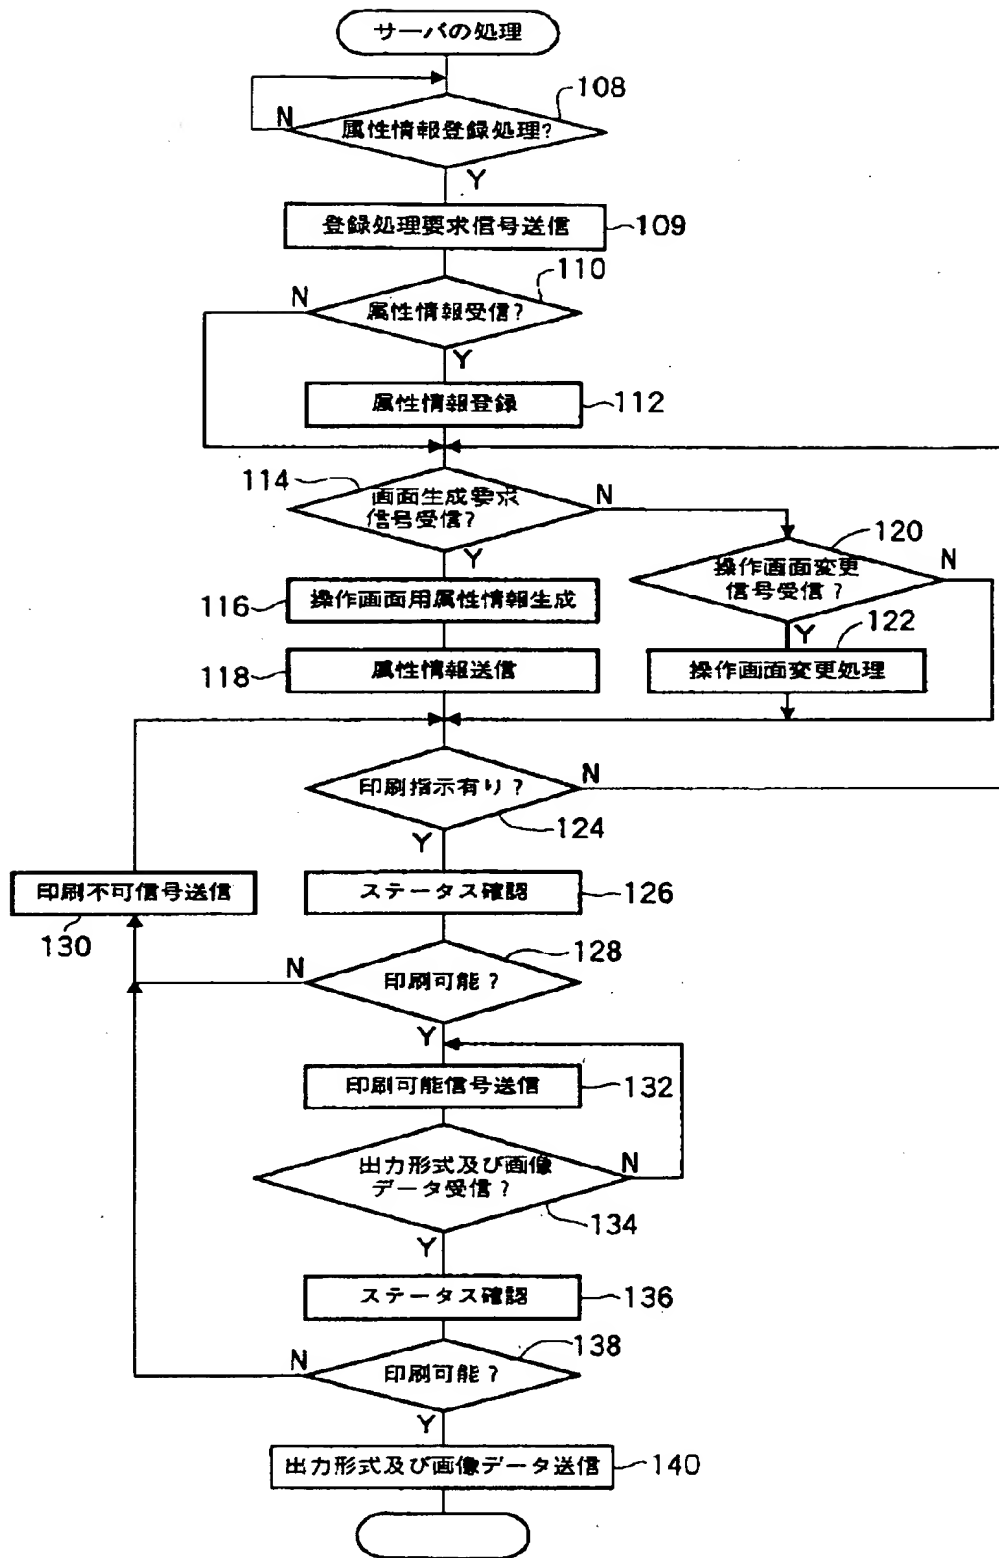 サーバの処理
108
N
属性情報登録処理?
Y
登録処理要求信号送信
109
110
N
属性情報受信?
Y
属性情報登録
112
114
画面生成要求
信号受信?
N
Y
120
操作画面変更
信号受信?
N
Y
116
操作画面用属性情報生成
122
操作画面変更処理
118
属性情報送信
印刷指示有り?
N
124
Y
印刷不可信号送信
130
ステータス確認
126
128
N
印刷可能?
Y
印刷可能信号送信
132
出力形式及び画像
データ受信?
N
134
Y
ステータス確認
136
138
N
印刷可能?
Y
出力形式及び画像データ送信
140